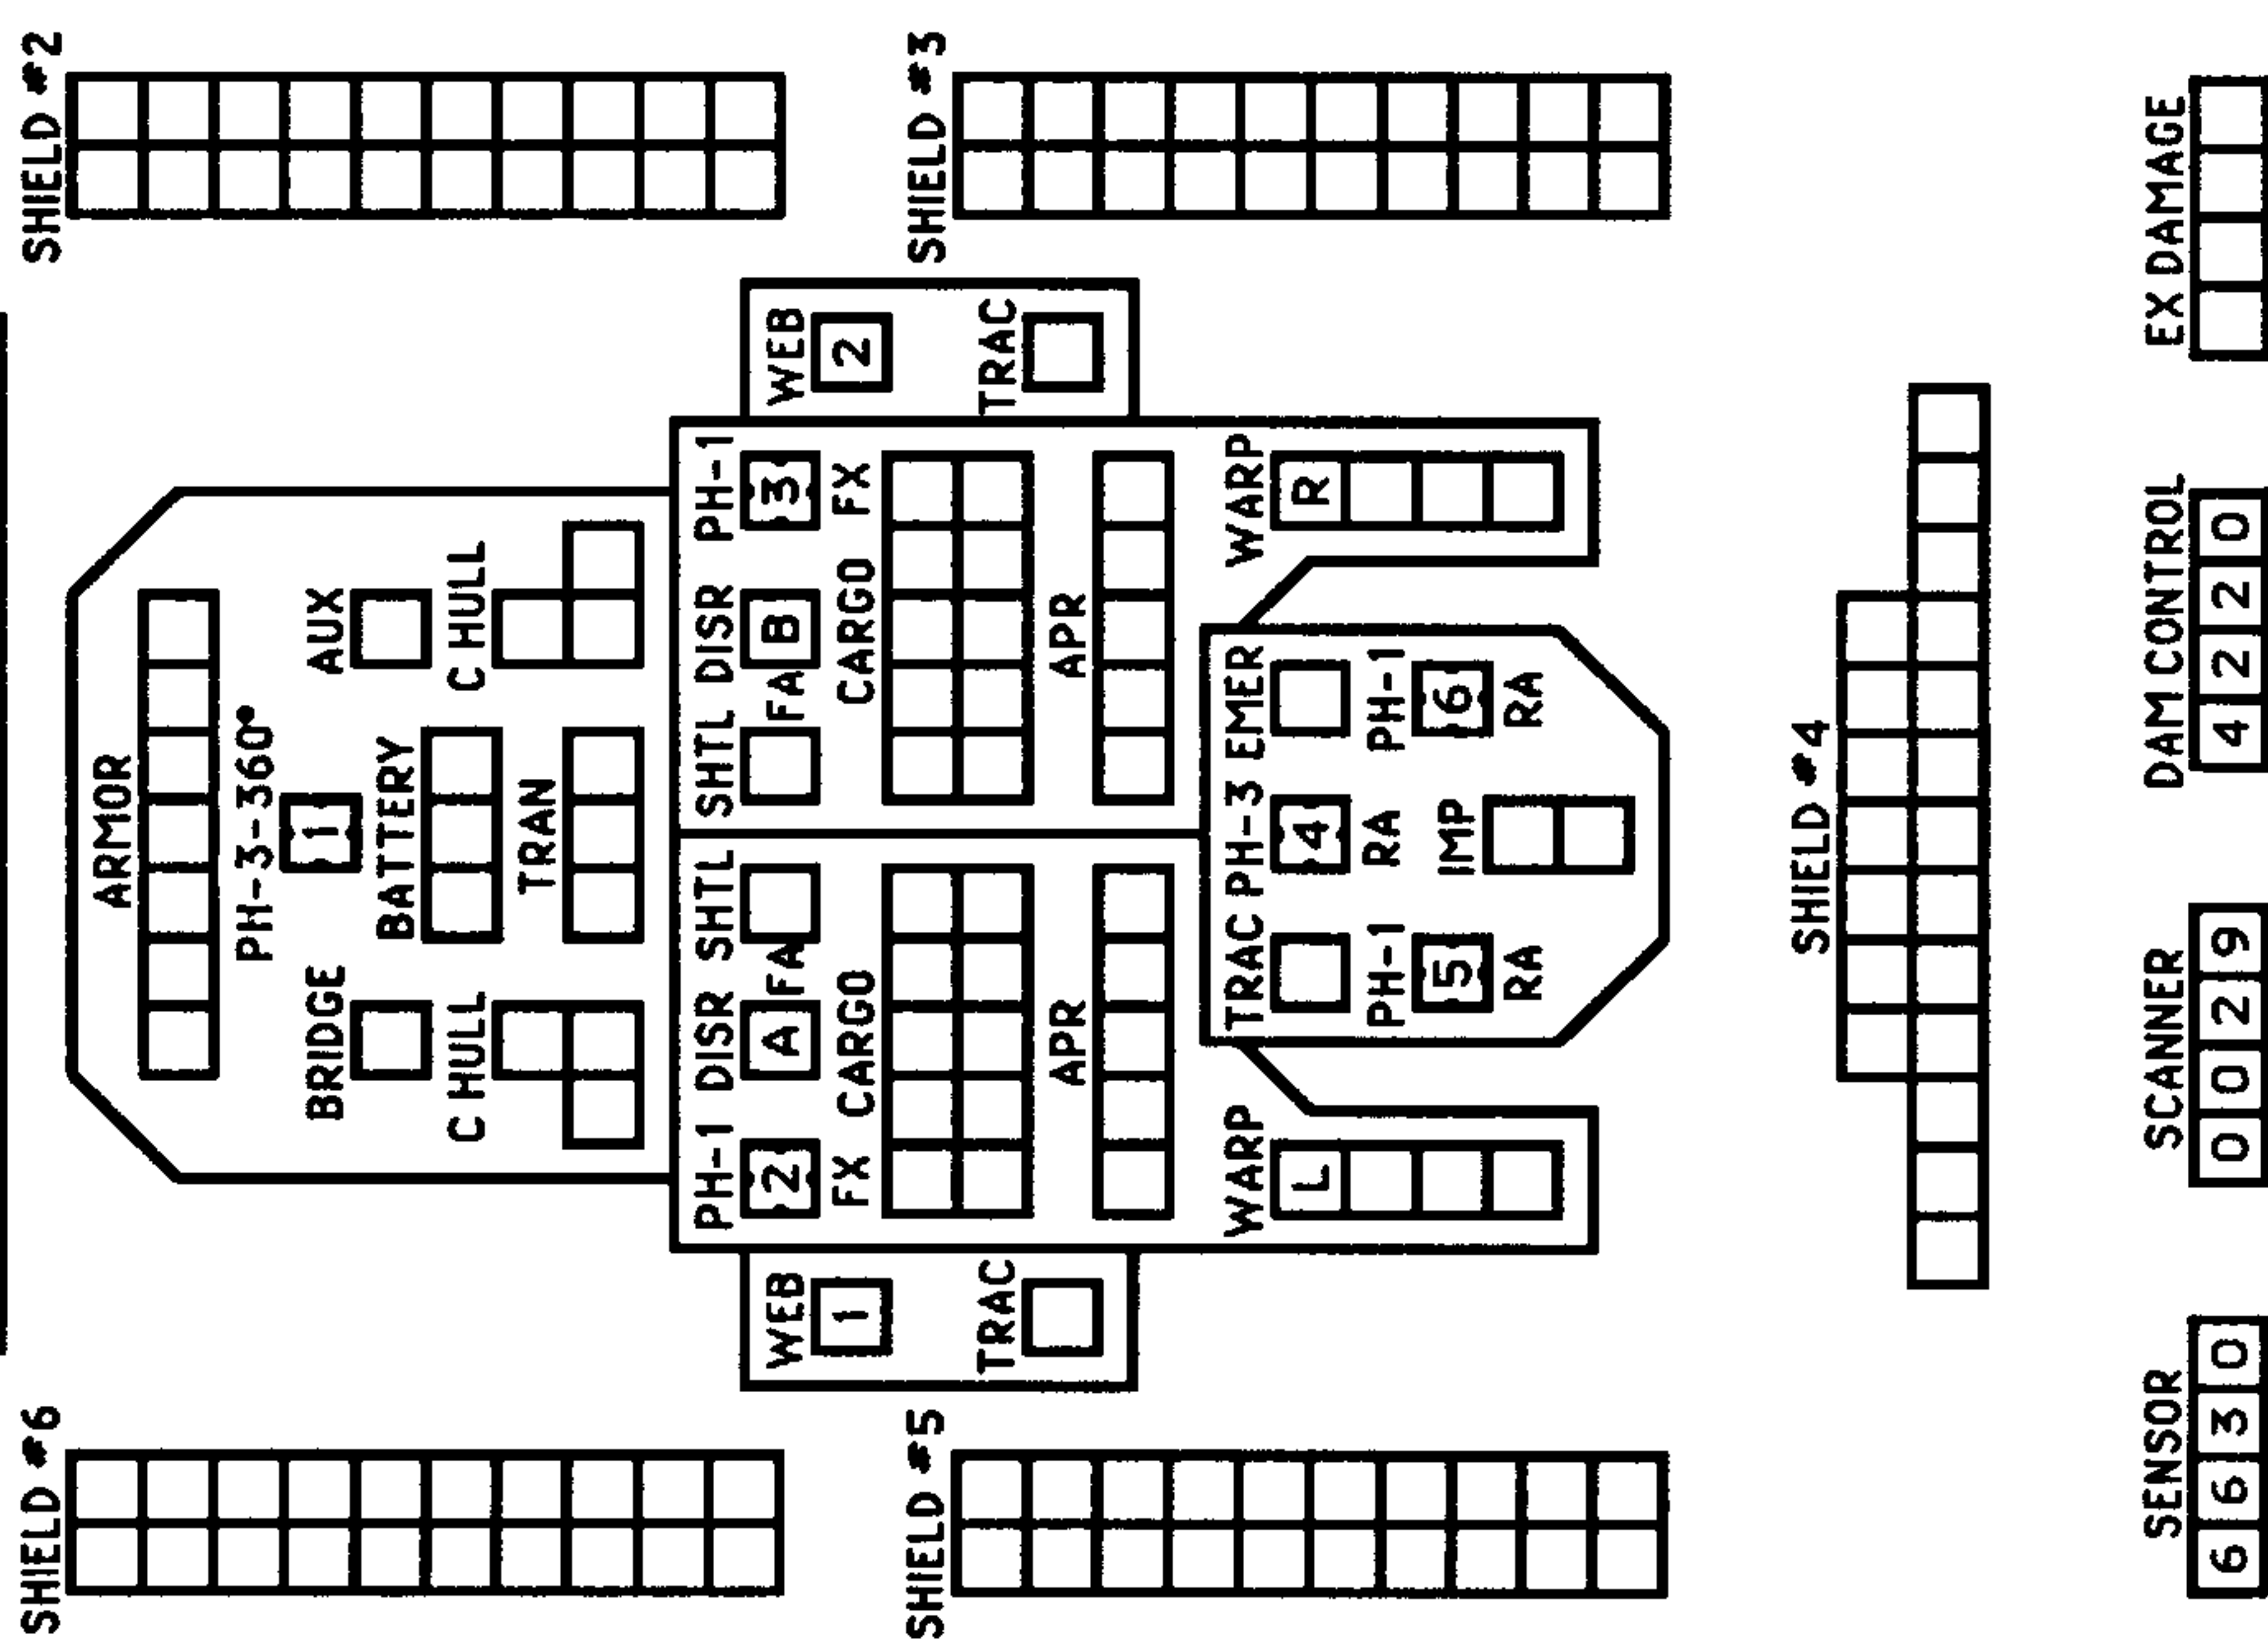 SHIELD #6
SHIELD #2
ARMOR
PH-3-360°
1
BRIDGE
AUX
BATTERY
C HULL
C HULL
TRAN
PH-1 DISR SHTL
SHTL DISR PH-1
2 A
B 3
FX FA
FA FX
CARGO
CARGO
WEB
WEB
1
2
TRAC
TRAC
APR
APR
SHIELD #5
SHIELD #3
WARP
TRAC PH-3 EMER
WARP
L
4
R
RA
PH-1
PH-1
5
IMP
6
RA
RA
SHIELD #4
SENSOR
SCANNER
DAM CONTROL
EX DAMAGE
6 6 3 0
0 0 2 9
4 2 2 0